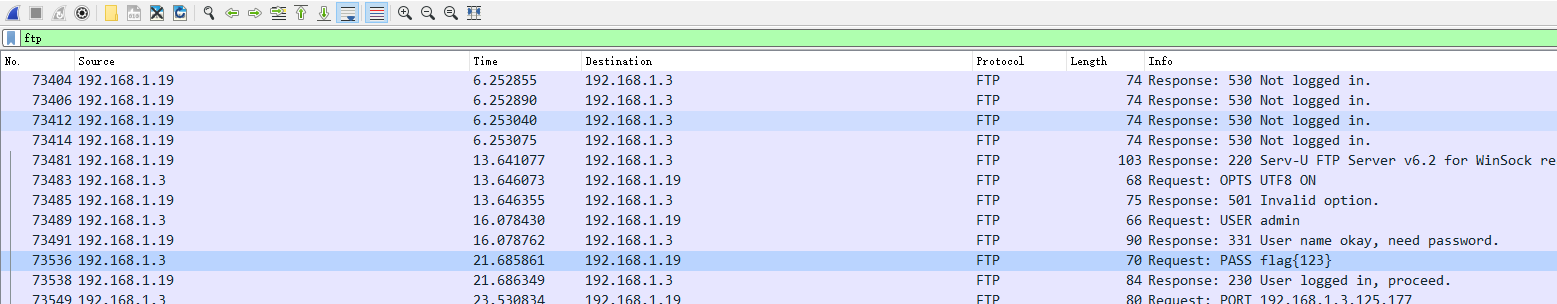 ftp
No. Source Time Destination Protocol Length Info
73404 192.168.1.19 6.252855 192.168.1.3 FTP 74 Response: 530 Not logged in.
73406 192.168.1.19 6.252890 192.168.1.3 FTP 74 Response: 530 Not logged in.
73412 192.168.1.19 6.253040 192.168.1.3 FTP 74 Response: 530 Not logged in.
73414 192.168.1.19 6.253075 192.168.1.3 FTP 74 Response: 530 Not logged in.
73481 192.168.1.19 13.641077 192.168.1.3 FTP 103 Response: 220 Serv-U FTP Server v6.2 for WinSock re
73483 192.168.1.3 13.646073 192.168.1.19 FTP 68 Request: OPTS UTF8 ON
73485 192.168.1.19 13.646355 192.168.1.3 FTP 75 Response: 501 Invalid option.
73489 192.168.1.3 16.078430 192.168.1.19 FTP 66 Request: USER admin
73491 192.168.1.19 16.078762 192.168.1.3 FTP 90 Response: 331 User name okay, need password.
73536 192.168.1.3 21.685861 192.168.1.19 FTP 70 Request: PASS flag{123}
73538 192.168.1.19 21.686349 192.168.1.3 FTP 84 Response: 230 User logged in, proceed.
73549 192.168.1.3 23.530834 192.168.1.19 FTP 80 Request: PORT 192.168.1.3.125.177